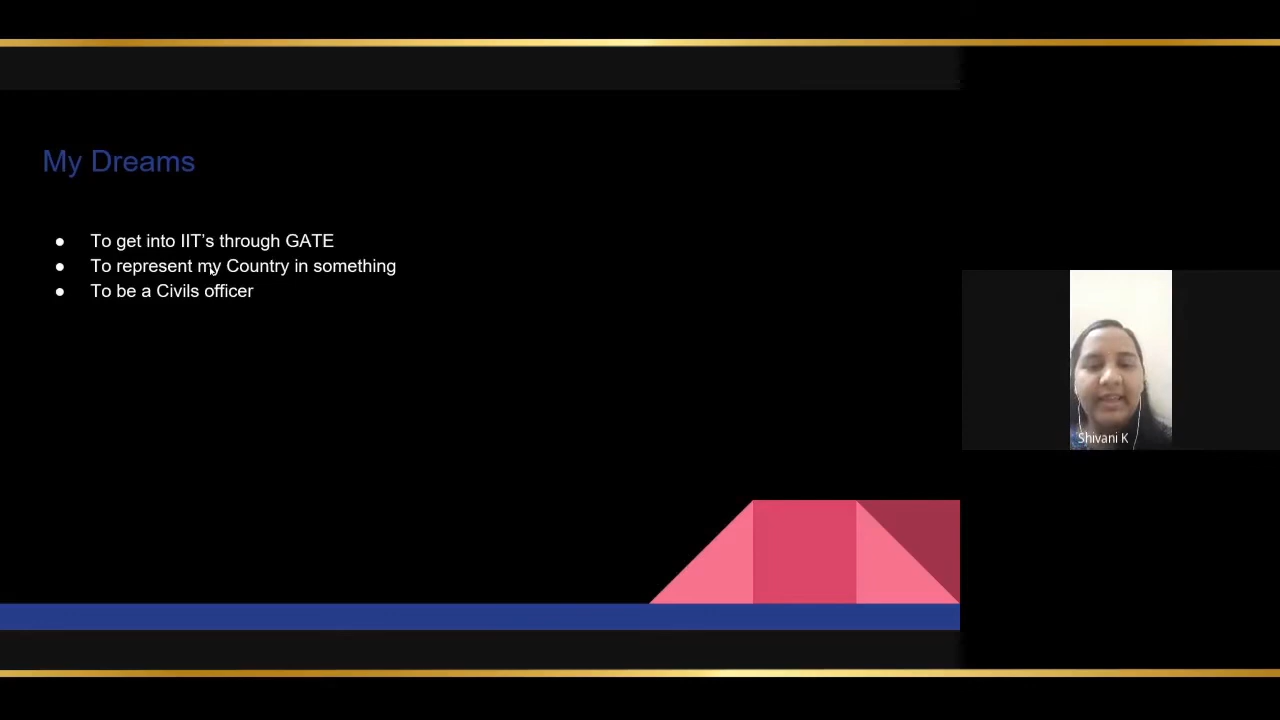 My Dreams
● To get into IIT’s through GATE
● To represent my Country in something
● To be a Civils officer
Shivani K